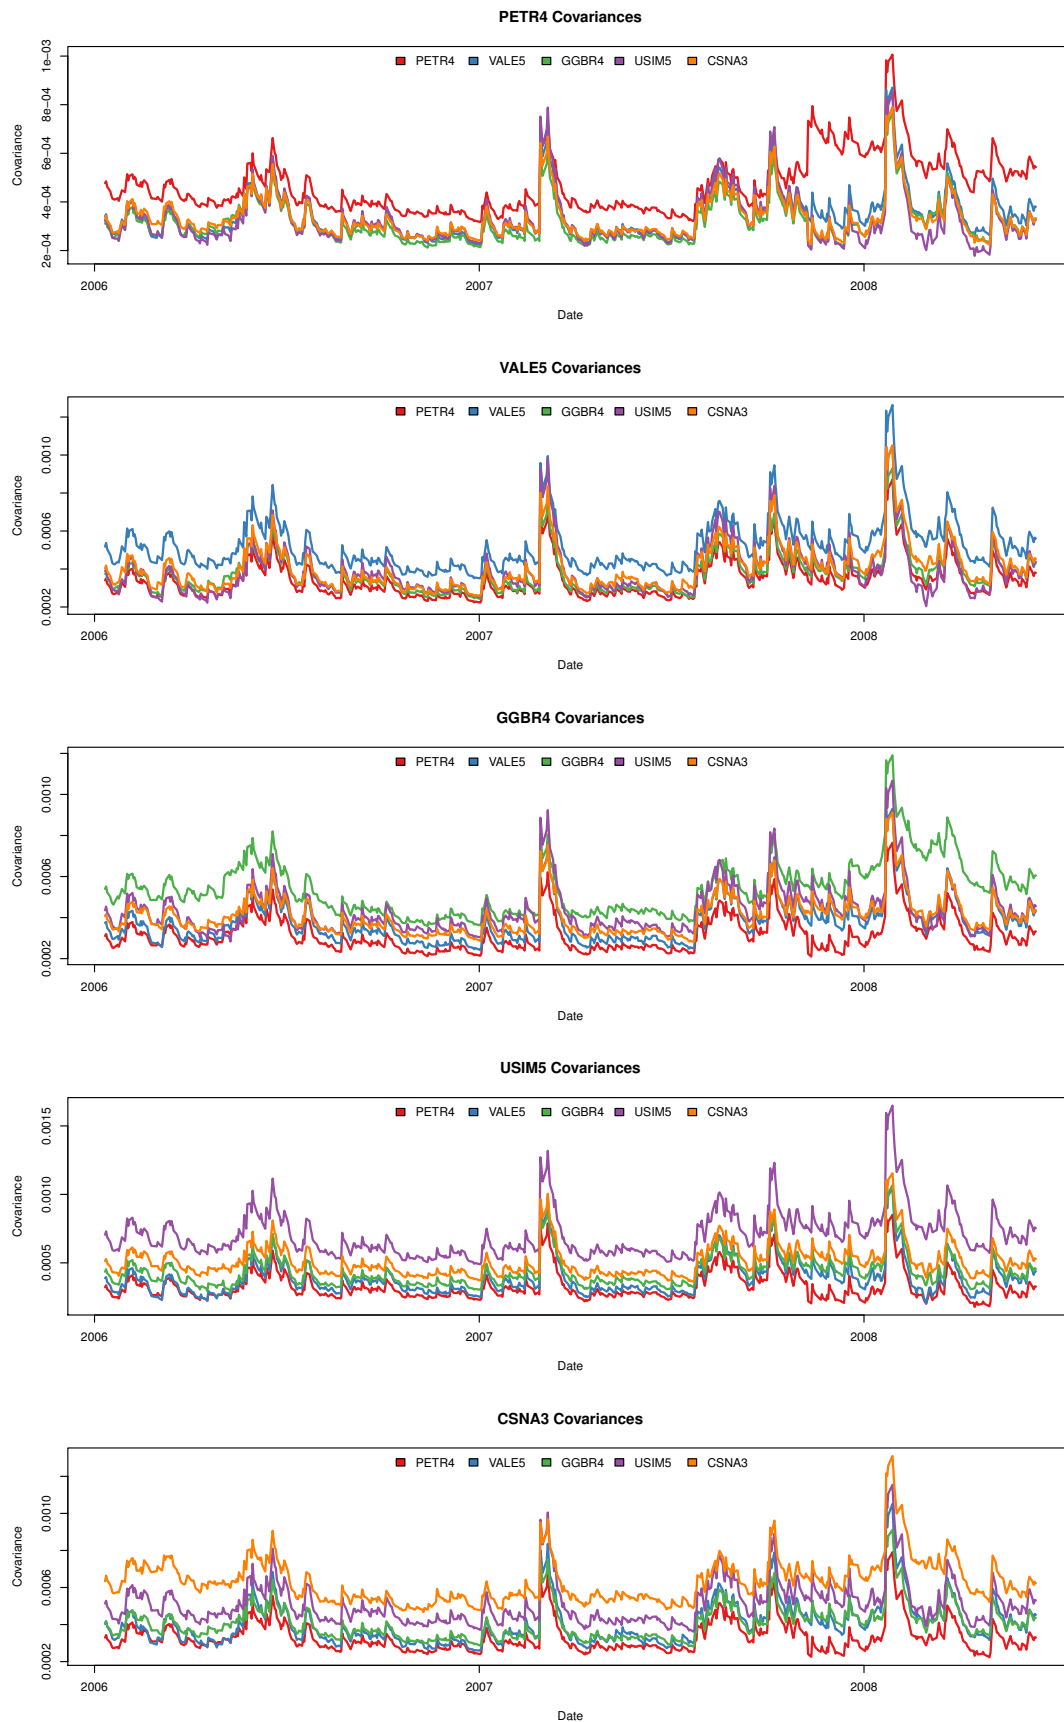 PETR4 Covariances
PETR4 VALE5 GGBR4 USIM5 CSNA3
Covariance
2e−04 4e−04 6e−04 8e−04 1e−03
2006 2007 2008
Date
VALE5 Covariances
PETR4 VALE5 GGBR4 USIM5 CSNA3
Covariance
0.0002 0.0006 0.0010
2006 2007 2008
Date
GGBR4 Covariances
PETR4 VALE5 GGBR4 USIM5 CSNA3
Covariance
0.0002 0.0006 0.0010
2006 2007 2008
Date
USIM5 Covariances
PETR4 VALE5 GGBR4 USIM5 CSNA3
Covariance
0.0005 0.0010 0.0015
2006 2007 2008
Date
CSNA3 Covariances
PETR4 VALE5 GGBR4 USIM5 CSNA3
Covariance
0.0002 0.0006 0.0010
2006 2007 2008
Date